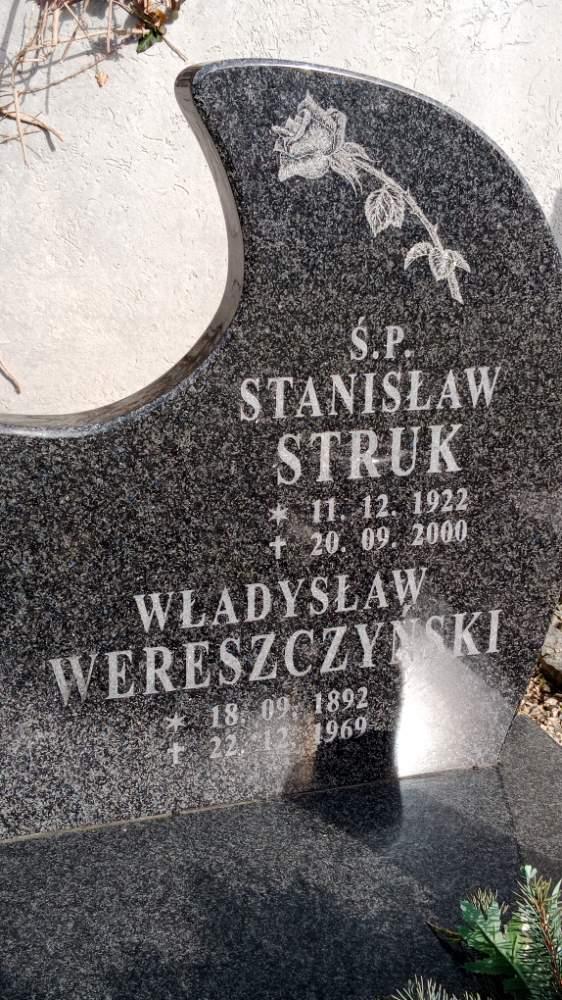 Ś.P.
STANISŁAW
STRUK
* 11. 12. 1922
✝ 20. 09. 2000
WŁADYSŁAW
WERESZCZYŃSKI
* 18. 09. 1892
✝ 22. 12. 1969